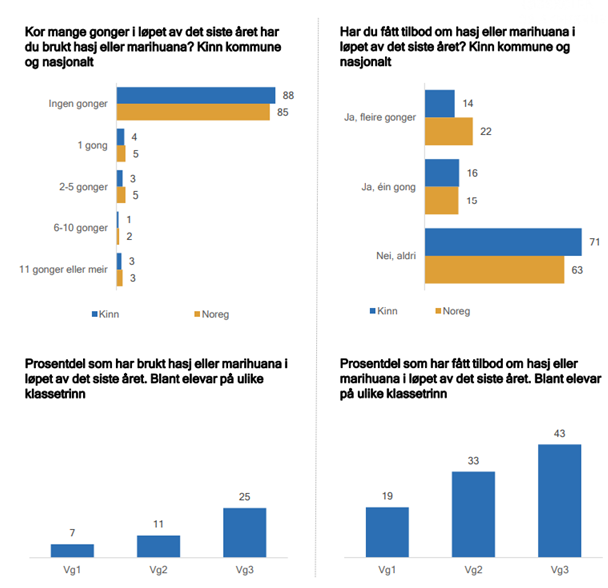 Kor mange gonger i løpet av det siste året har
du brukt hasj eller marihuana? Kinn kommune
og nasjonalt
Ingen gonger
88
85
1 gong
4
5
2-5 gonger
3
5
6-10 gonger
1
2
11 gonger eller meir
3
3
Kinn
Noreg
Har du fått tilbod om hasj eller marihuana i
løpet av det siste året? Kinn kommune og
nasjonalt
Ja, fleire gonger
14
22
Ja, éin gong
16
15
Nei, aldri
71
63
Kinn
Noreg
Prosentdel som har brukt hasj eller marihuana i
løpet av det siste året. Blant elevar på ulike
klassetrinn
7
11
25
Vg1
Vg2
Vg3
Prosentdel som har fått tilbod om hasj eller
marihuana i løpet av det siste året. Blant elevar
på ulike klassetrinn
19
33
43
Vg1
Vg2
Vg3